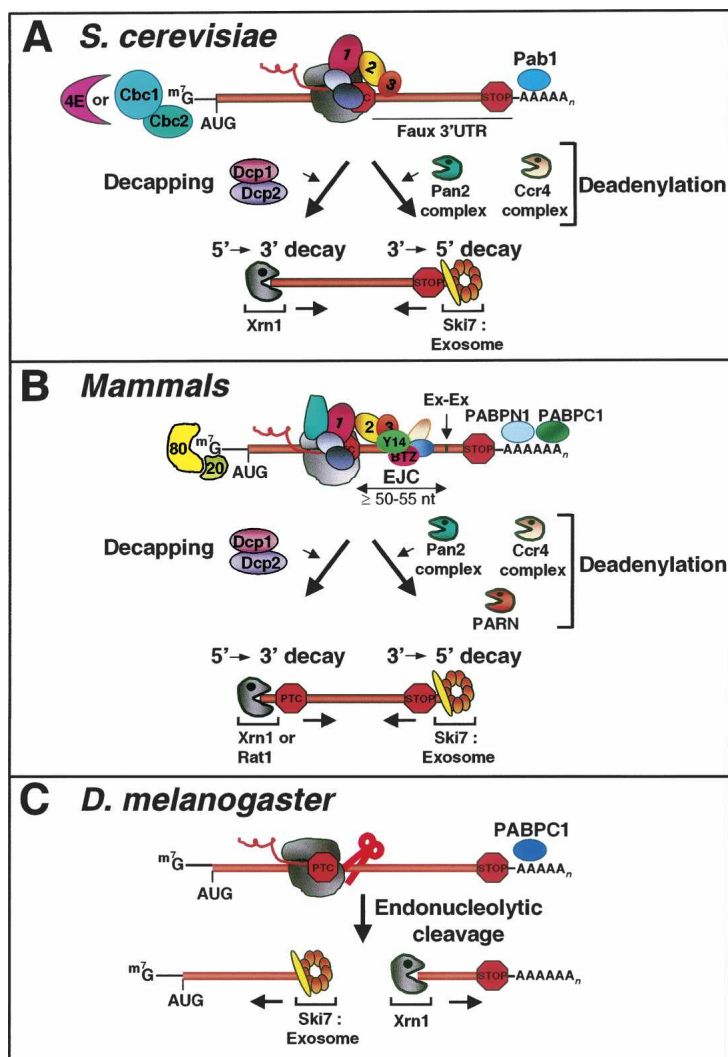 A S. cerevisiae
1
2
3
Pab1
4E or Cbc1
Cbc2
m7G
C
STOP
AAAAAn
AUG
Faux 3'UTR
Decapping
Dcp1
Dcp2
Pan2
complex
Ccr4
complex
Deadenylation
5'→ 3' decay
3'→ 5' decay
STOP
Xrn1
Ski7 :
Exosome
B Mammals
1
2
3
Ex-Ex
PABPN1
PABPC1
80
m7G
20
C
Y14
BTZ
STOP
AAAAAAn
AUG
EJC
≥ 50-55 nt
Decapping
Dcp1
Dcp2
Pan2
complex
Ccr4
complex
PARN
Deadenylation
5'→ 3' decay
3'→ 5' decay
PTC
STOP
Xrn1 or
Rat1
Ski7 :
Exosome
C D. melanogaster
PABPC1
m7G
PTC
STOP
AAAAAAn
AUG
Endonucleolytic
cleavage
m7G
STOP
AAAAAAn
AUG
Ski7 :
Exosome
Xrn1